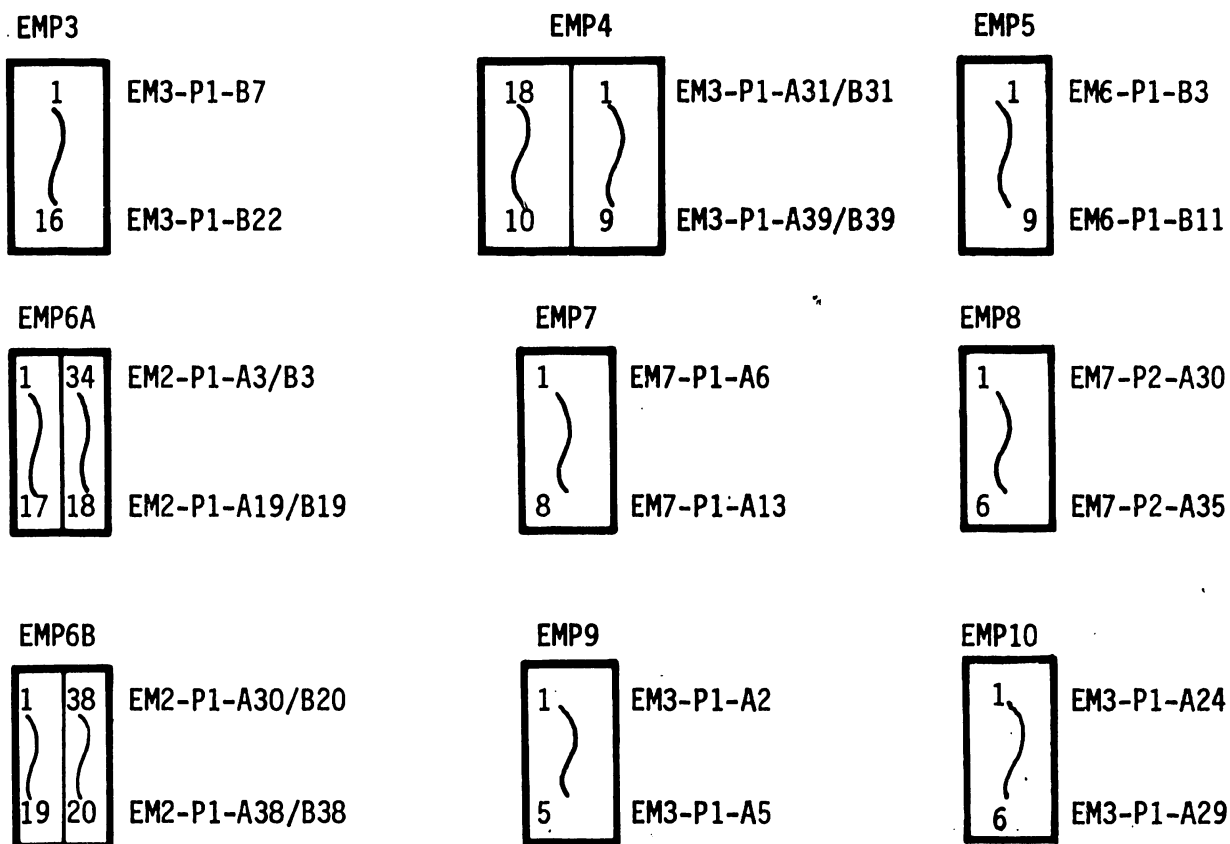 EMP3 EMP4 EMP5
1 EM3-P1-B7 18 1 EM3-P1-A31/B31 1 EM6-P1-B3
16 EM3-P1-B22 10 9 EM3-P1-A39/B39 9 EM6-P1-B11
EMP6A EMP7 EMP8
1 34 EM2-P1-A3/B3 1 EM7-P1-A6 1 EM7-P2-A30
17 18 EM2-P1-A19/B19 8 EM7-P1-A13 6 EM7-P2-A35
EMP6B EMP9 EMP10
1 38 EM2-P1-A30/B20 1 EM3-P1-A2 1 EM3-P1-A24
19 20 EM2-P1-A38/B38 5 EM3-P1-A5 6 EM3-P1-A29